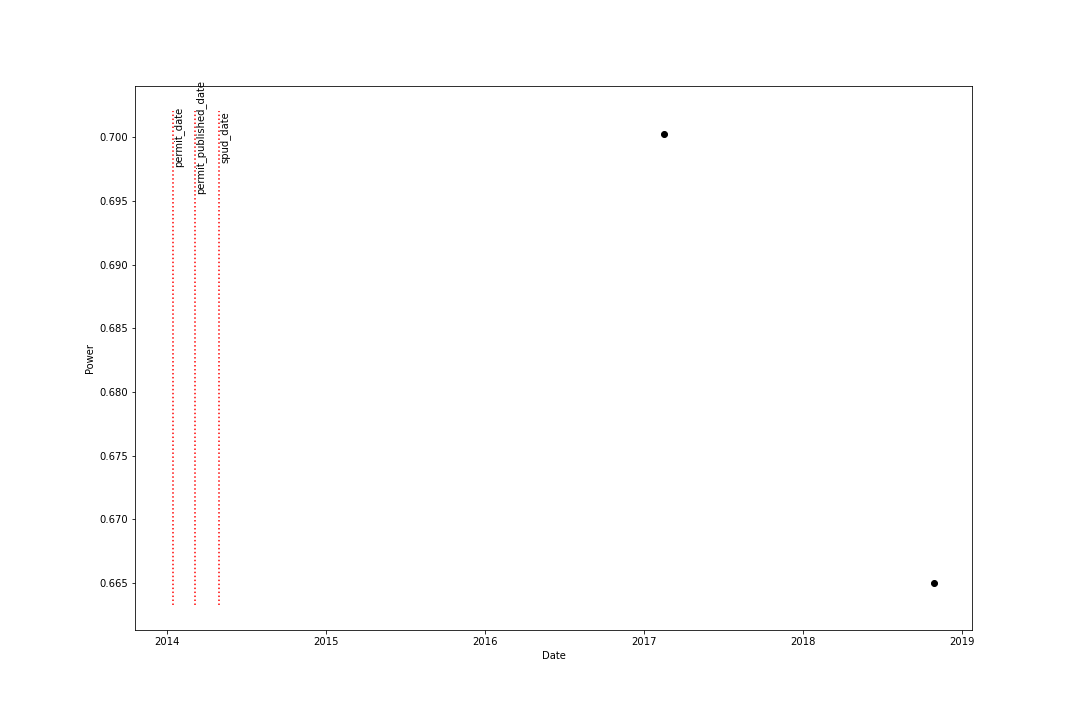 permit_date
permit_published_date
spud_date
0.700
0.695
0.690
0.685
0.680
0.675
0.670
0.665
Power
2014 2015 2016 2017 2018 2019
Date